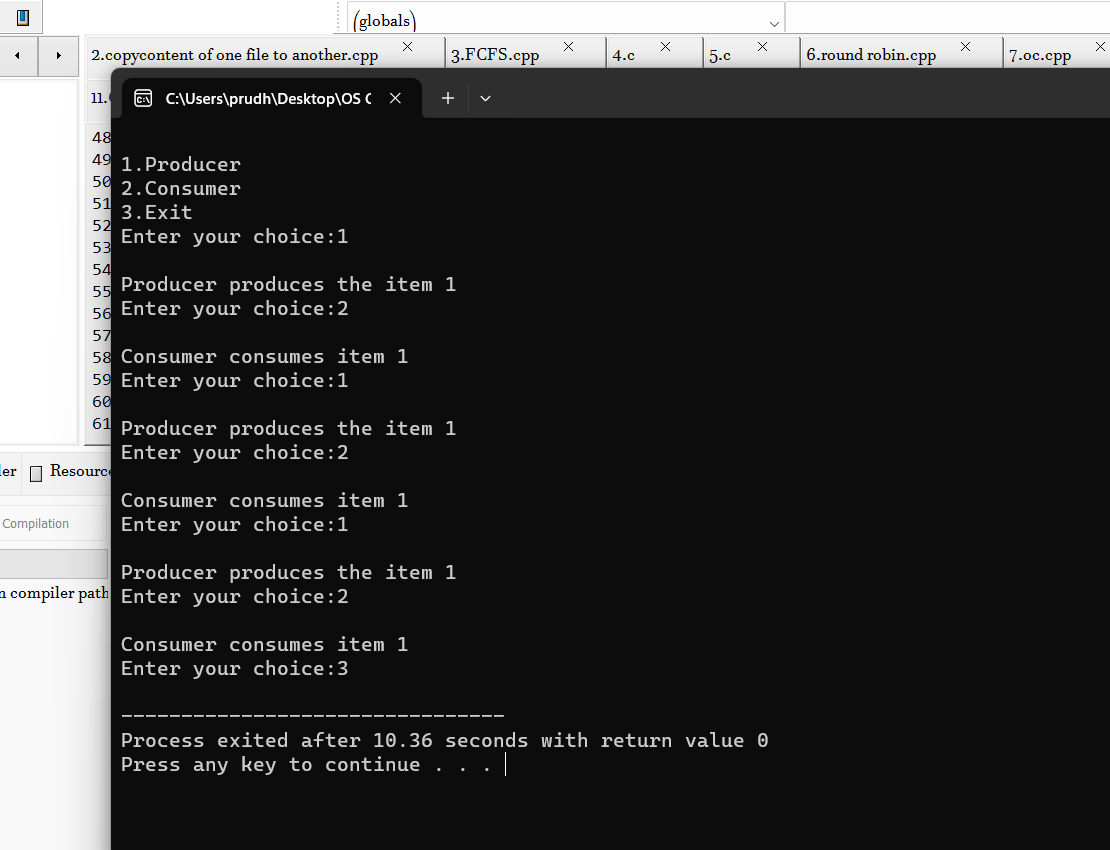 (globals)
2.copycontent of one file to another.cpp
3.FCFS.cpp
4.c
5.c
6.round robin.cpp
7.oc.cpp
11.
C:\Users\prudh\Desktop\OS C
48
49
50
51
52
53
54
55
56
57
58
59
60
61
1.Producer
2.Consumer
3.Exit
Enter your choice:1
Producer produces the item 1
Enter your choice:2
Consumer consumes item 1
Enter your choice:1
Producer produces the item 1
Enter your choice:2
Consumer consumes item 1
Enter your choice:1
Producer produces the item 1
Enter your choice:2
Consumer consumes item 1
Enter your choice:3
--------------------------------
Process exited after 10.36 seconds with return value 0
Press any key to continue . . .
ler
Resource
Compilation
n compiler path